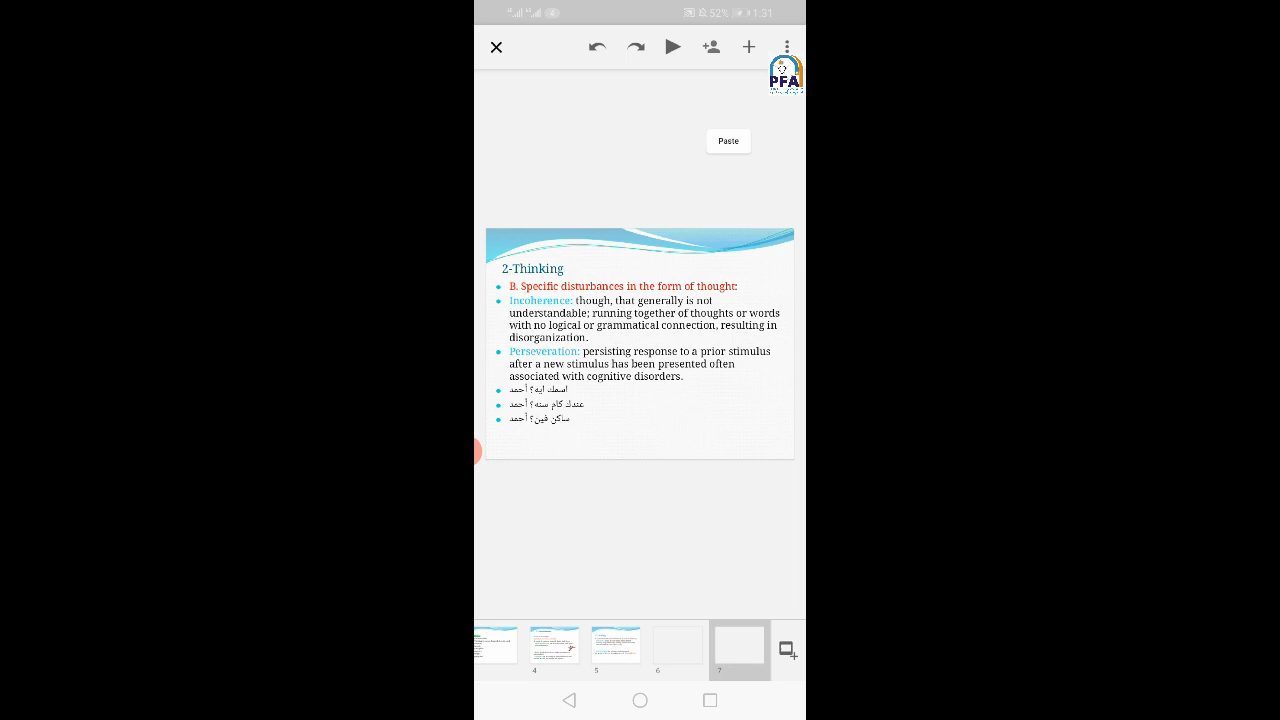 52%
1:31
PFA
Paste
2-Thinking
B. Specific disturbances in the form of thought:
Incoherence: though, that generally is not
understandable; running together of thoughts or words
with no logical or grammatical connection, resulting in
disorganization.
Perseveration: persisting response to a prior stimulus
after a new stimulus has been presented often
associated with cognitive disorders.
اسمك ايه؟ أحمد
عندك كام سنه؟ أحمد
ساكن فين؟ أحمد
4
5
6
7